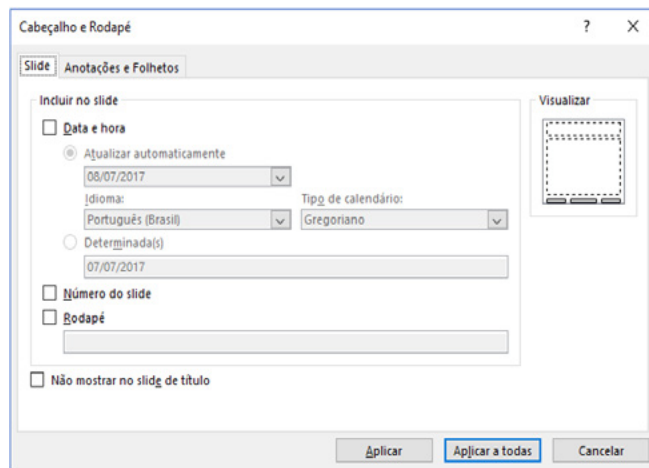 Cabeçalho e Rodapé ? X
Slide Anotações e Folhetos
Incluir no slide
Visualizar
Data e hora
Atualizar automaticamente
08/07/2017
Idioma: Tipo de calendário:
Português (Brasil) Gregoriano
Determinada(s)
07/07/2017
Número do slide
Rodapé
Não mostrar no slide de título
Aplicar Aplicar a todas Cancelar